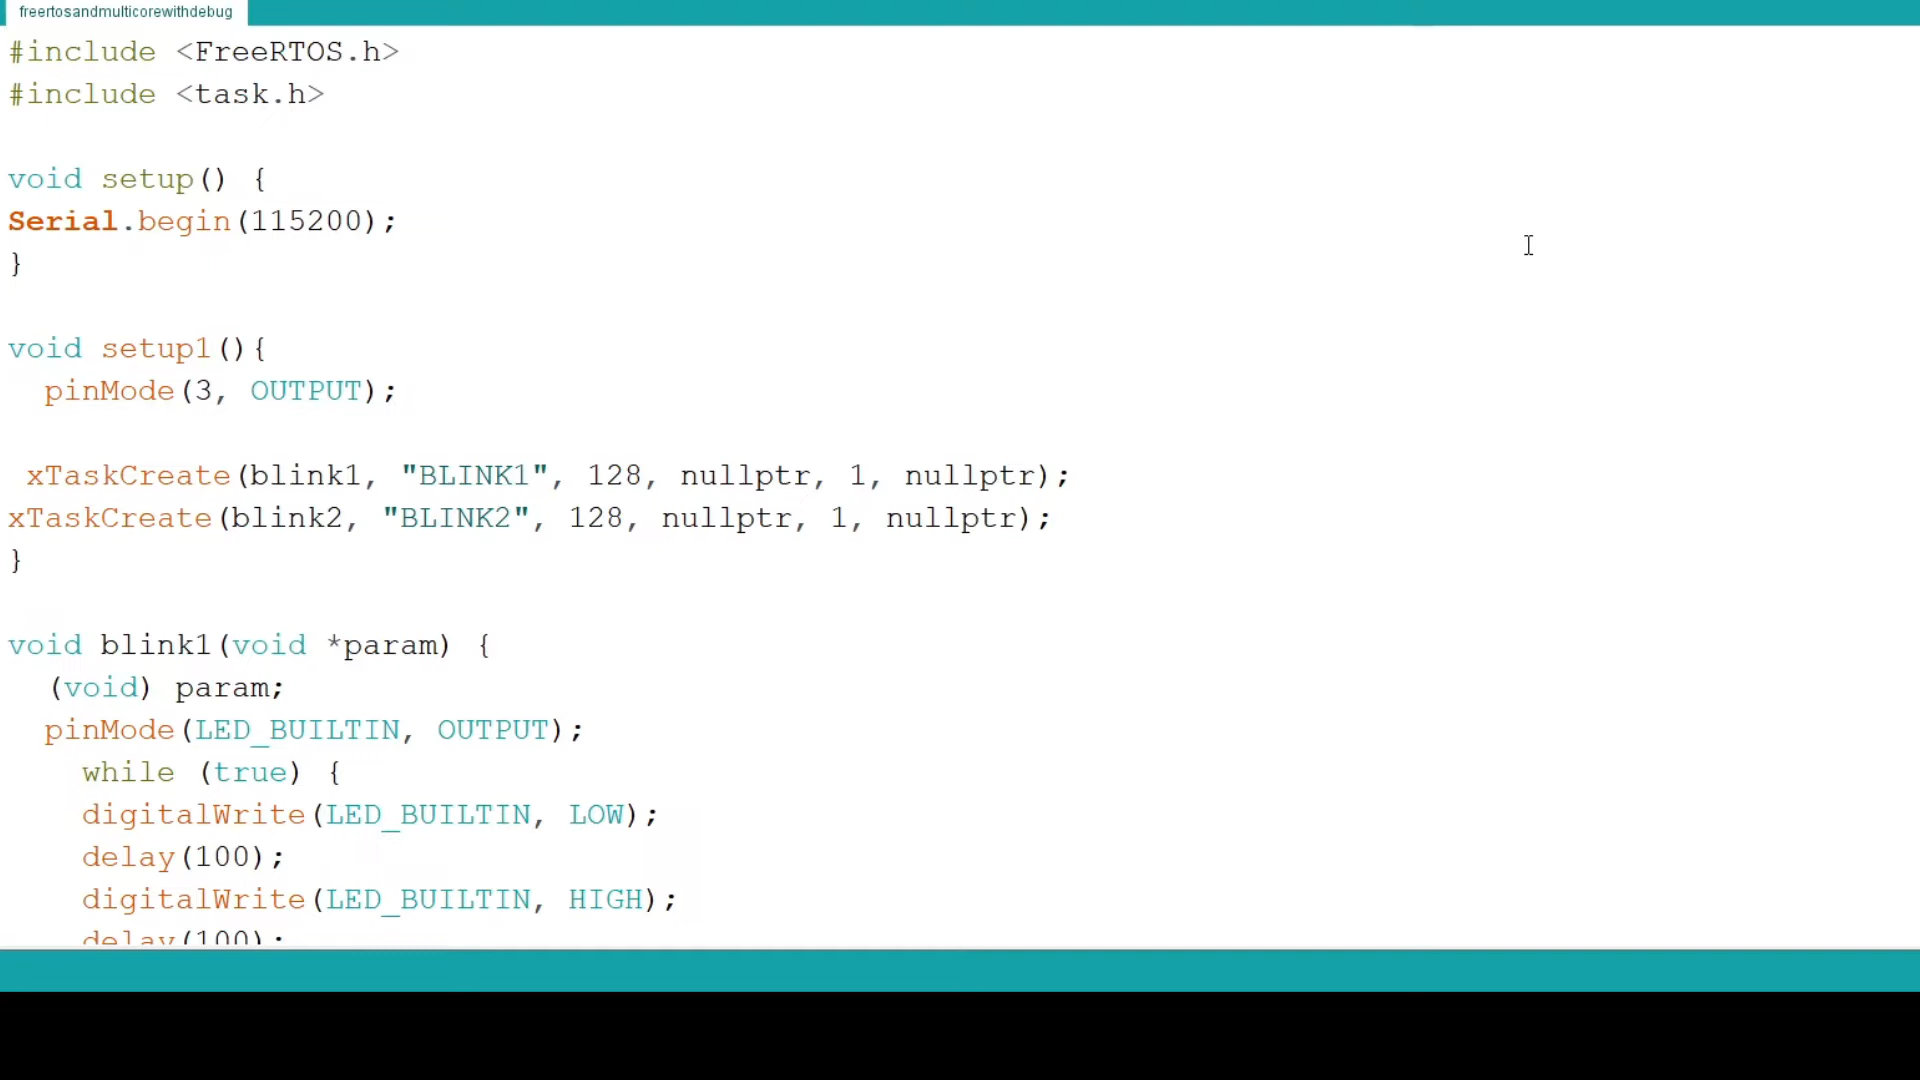 freertosandmulticorewithdebug
#include <FreeRTOS.h>
#include <task.h>
void setup() {
Serial.begin(115200);
}
void setup1(){
pinMode(3, OUTPUT);
xTaskCreate(blink1, "BLINK1", 128, nullptr, 1, nullptr);
xTaskCreate(blink2, "BLINK2", 128, nullptr, 1, nullptr);
}
void blink1(void *param) {
(void) param;
pinMode(LED_BUILTIN, OUTPUT);
while (true) {
digitalWrite(LED_BUILTIN, LOW);
delay(100);
digitalWrite(LED_BUILTIN, HIGH);
delay(100);